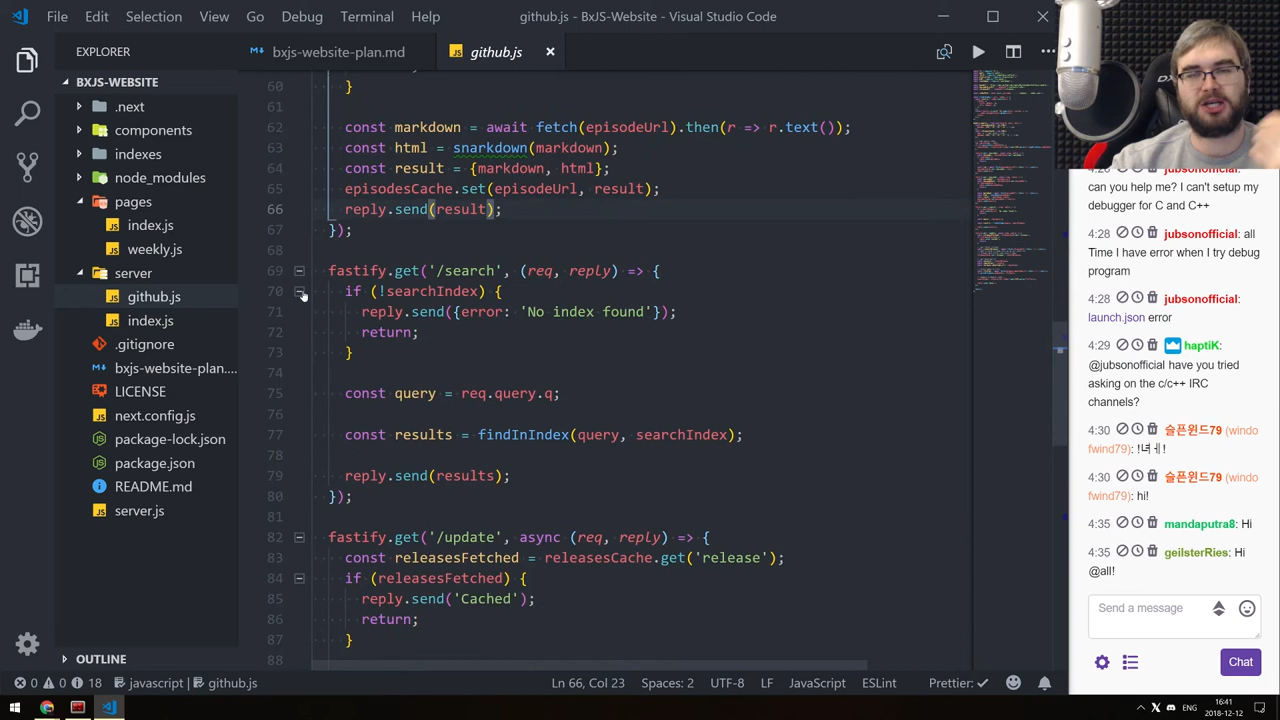 File Edit Selection View Go Debug Terminal Help
github.js - BxJS-Website - Visual Studio Code
EXPLORER
BXJS-WEBSITE
.next
components
indexes
node_modules
pages
index.js
weekly.js
server
github.js
index.js
.gitignore
bxjs-website-plan....
LICENSE
next.config.js
package-lock.json
package.json
README.md
server.js
OUTLINE
bxjs-website-plan.md
github.js
60 }
61
62 const markdown = await fetch(episodeUrl).then(r => r.text());
63 const html = snarkdown(markdown);
64 const result = {markdown, html};
65 episodesCache.set(episodeUrl, result);
66 reply.send(result);
67 });
68
69 fastify.get('/search', (req, reply) => {
70 if (!searchIndex) {
71 reply.send({error: 'No index found'});
72 return;
73 }
74
75 const query = req.query.q;
76
77 const results = findInIndex(query, searchIndex);
78
79 reply.send(results);
80 });
81
82 fastify.get('/update', async (req, reply) => {
83 const releasesFetched = releasesCache.get('release');
84 if (releasesFetched) {
85 reply.send('Cached');
86 return;
87 }
88
can you help me? I can't setup my
debugger for C and C++
4:28 jubsonofficial: all
Time I have error when I try debug
program
4:28 jubsonofficial:
launch.json error
4:29 haptiK:
@jubsonofficial have you tried
asking on the c/c++ IRC
channels?
4:30 슬픈윈드79 (windo
fwind79): !녀ㅔ!
4:30 슬픈윈드79 (windo
fwind79): hi!
4:35 mandaputra8: Hi
4:35 geilsterRies: Hi
@all!
Send a message
Chat
0 0 18 javascript github.js
Ln 66, Col 23 Spaces: 2 UTF-8 LF JavaScript ESLint Prettier: ✓
ENG
16:41
2018-12-12